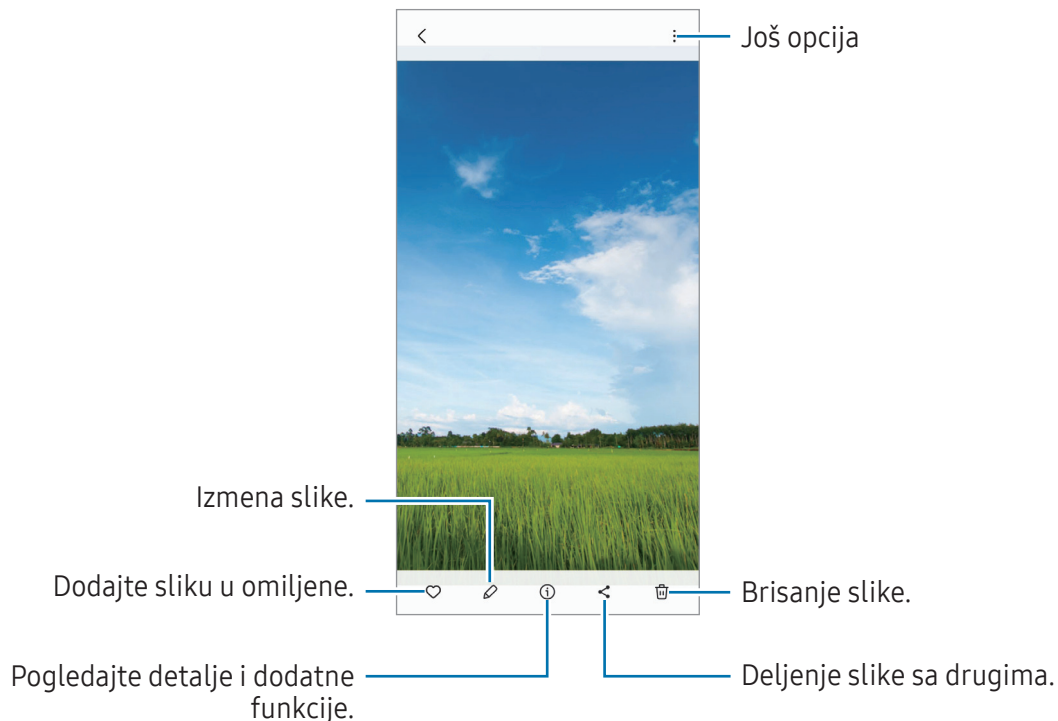 Još opcija
Izmena slike.
Dodajte sliku u omiljene.
Brisanje slike.
Pogledajte detalje i dodatne
funkcije.
Deljenje slike sa drugima.